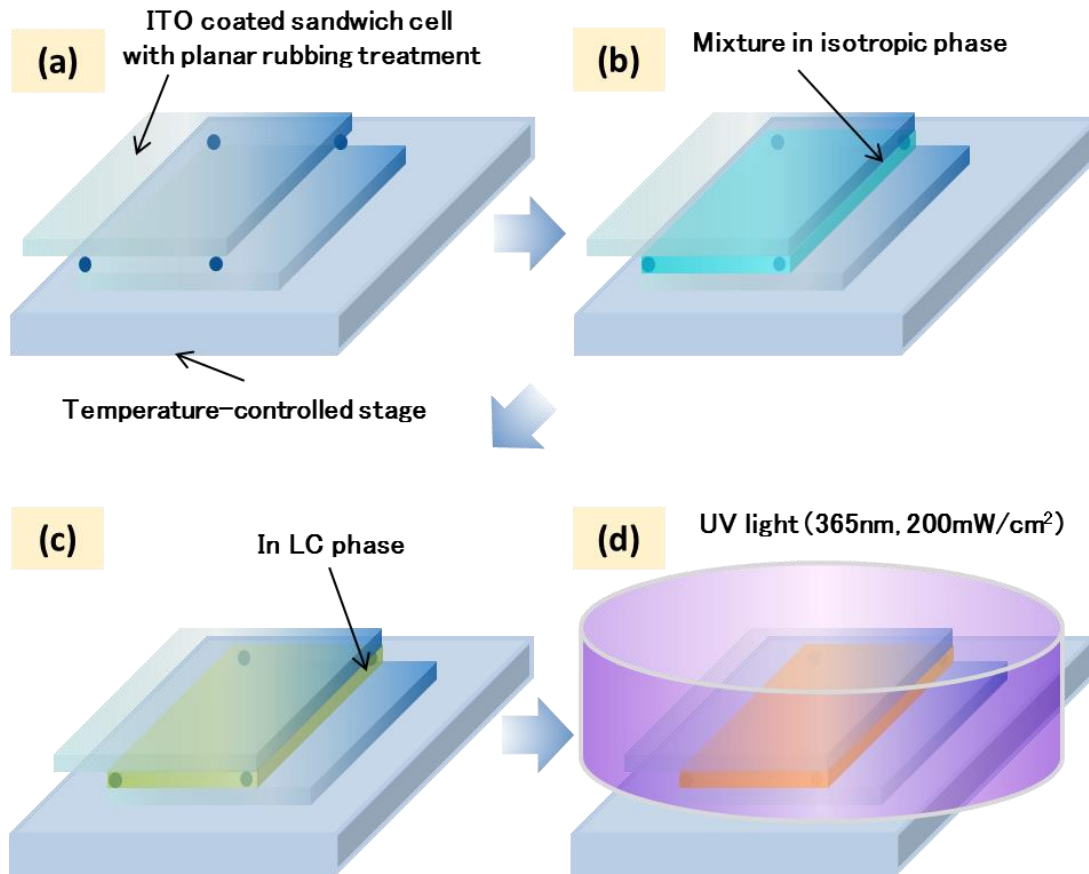 (a)
ITO coated sandwich cell
with planar rubbing treatment
(b)
Mixture in isotropic phase
Temperature-controlled stage
(c)
In LC phase
(d)
UV light (365nm, 200mW/cm²)